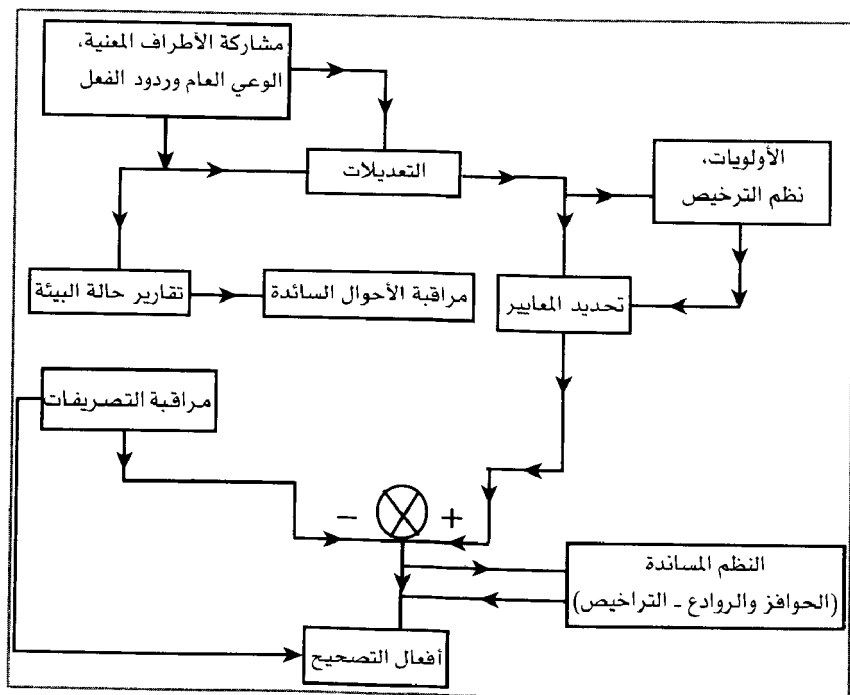 مشاركة الأطراف المعنية،
الوعي العام وردود الفعل
التعديلات
الأولويات،
نظم الترخيص
تقارير حالة البيئة
مراقبة الأحوال السائدة
تحديد المعايير
مراقبة التصريفات
− +
النظم المساندة
(الحوافز والروادع - التراخيص)
أفعال التصحيح